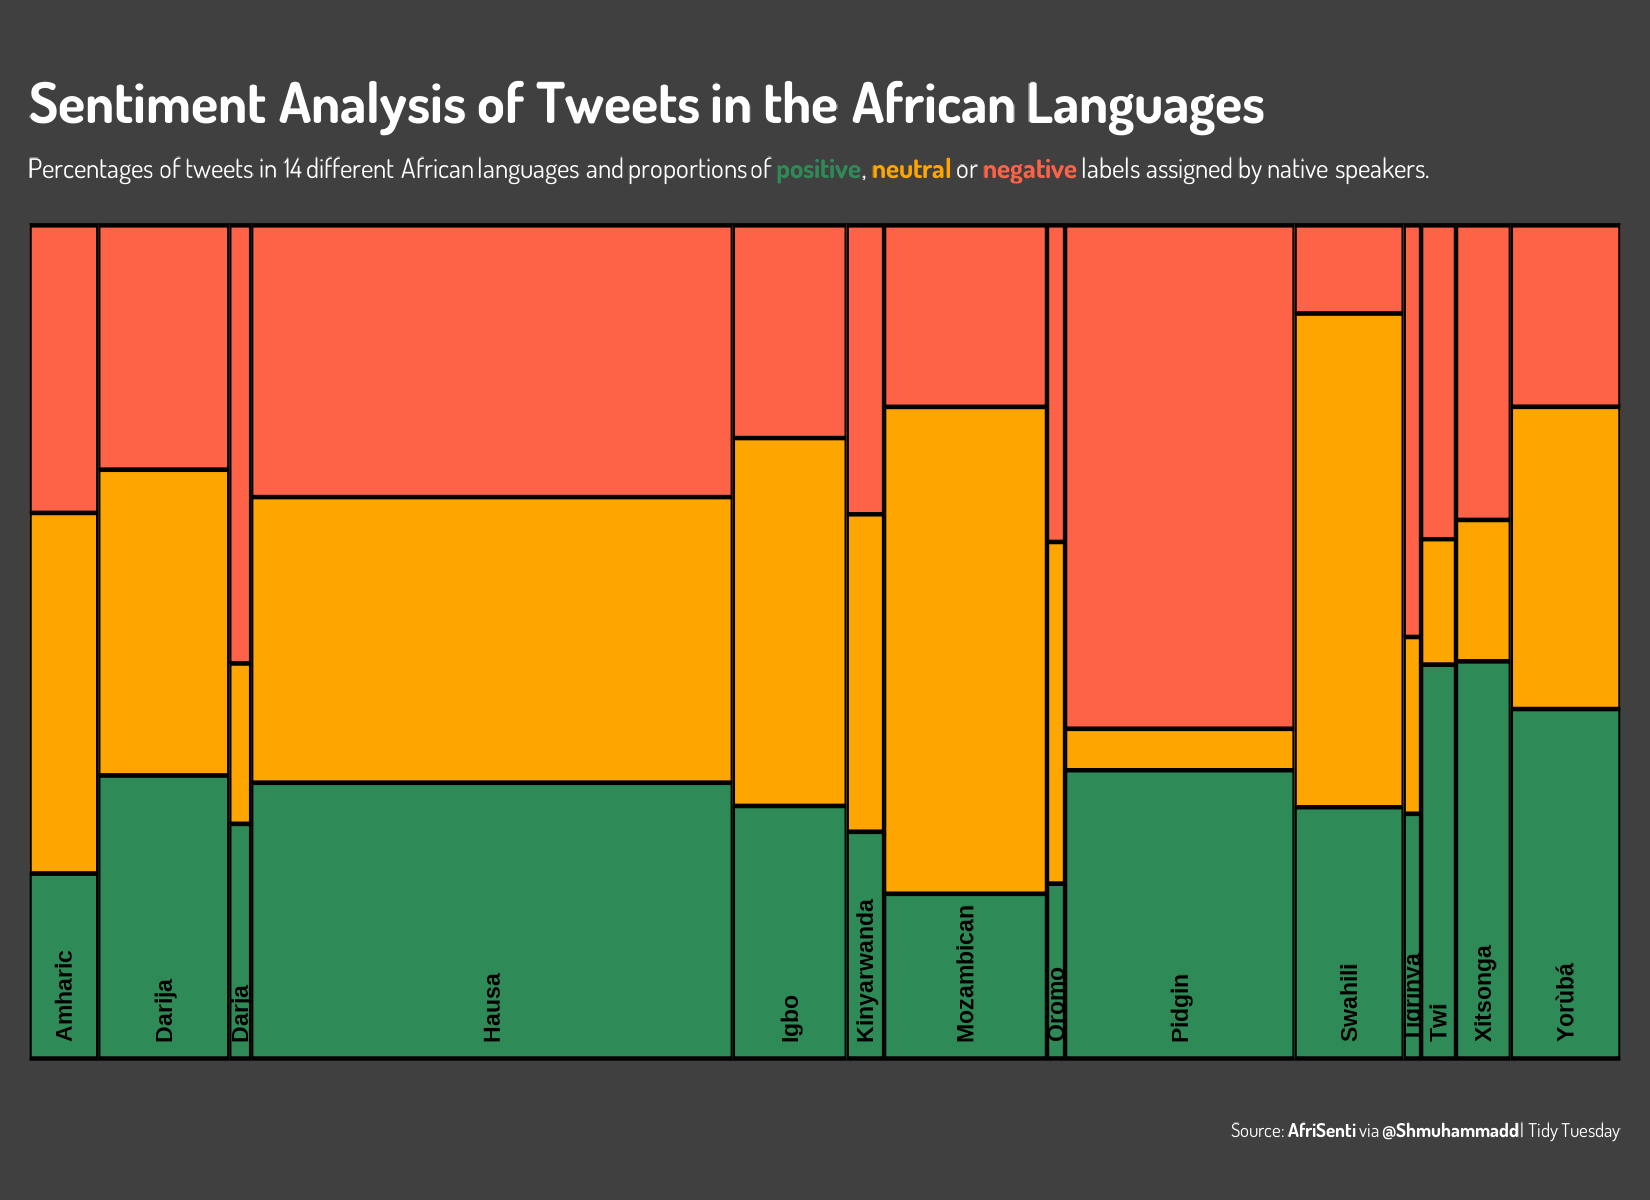 Sentiment Analysis of Tweets in the African Languages
Percentages of tweets in 14 different African languages and proportions of positive, neutral or negative labels assigned by native speakers.
Amharic
Darija
Darja
Hausa
Igbo
Kinyarwanda
Mozambican
Oromo
Pidgin
Swahili
Tigrinya
Twi
Xitsonga
Yorùbá
Source: AfriSenti via @Shmuhammadd| Tidy Tuesday